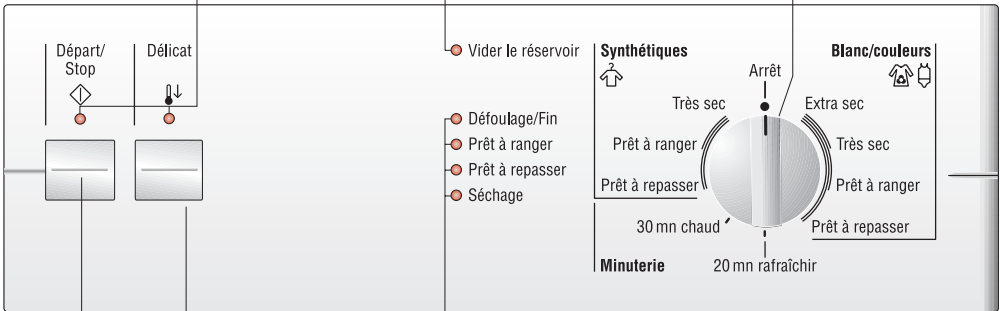 Départ/
Stop
Délicat
Vider le réservoir
Défoulage/Fin
Prêt à ranger
Prêt à repasser
Séchage
Synthétiques
Blanc/couleurs
Arrêt
Très sec
Extra sec
Prêt à ranger
Très sec
Prêt à repasser
Prêt à ranger
30 mn chaud
Prêt à repasser
Minuterie
20 mn rafraîchir